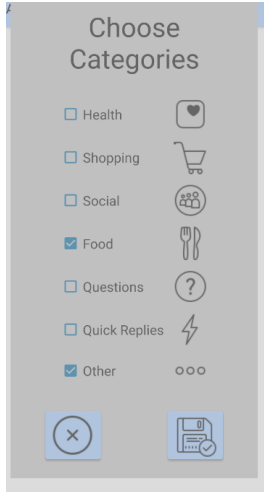 Choose
Categories
Health
Shopping
Social
Food
Questions
Quick Replies
Other